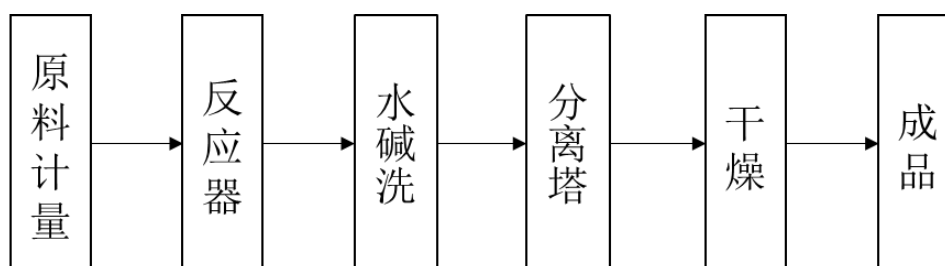 原料计量
反应器
水碱洗
分离塔
干燥
成品